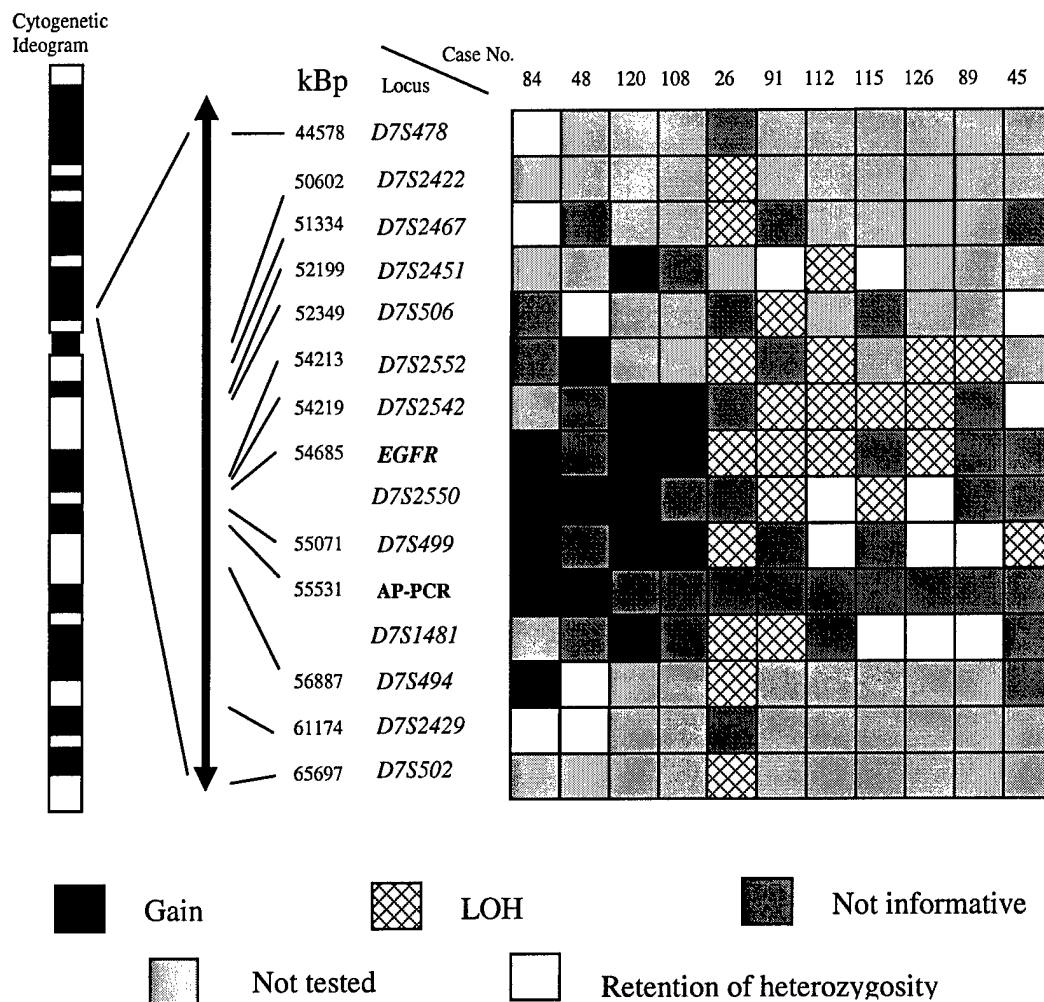 Cytogenetic
Ideogram
Case No.
kBp
Locus
84 48 120 108 26 91 112 115 126 89 45
44578 D7S478
50602 D7S2422
51334 D7S2467
52199 D7S2451
52349 D7S506
54213 D7S2552
54219 D7S2542
54685 EGFR
D7S2550
55071 D7S499
55531 AP-PCR
D7S1481
56887 D7S494
61174 D7S2429
65697 D7S502
Gain
LOH
Not informative
Not tested
Retention of heterozygosity